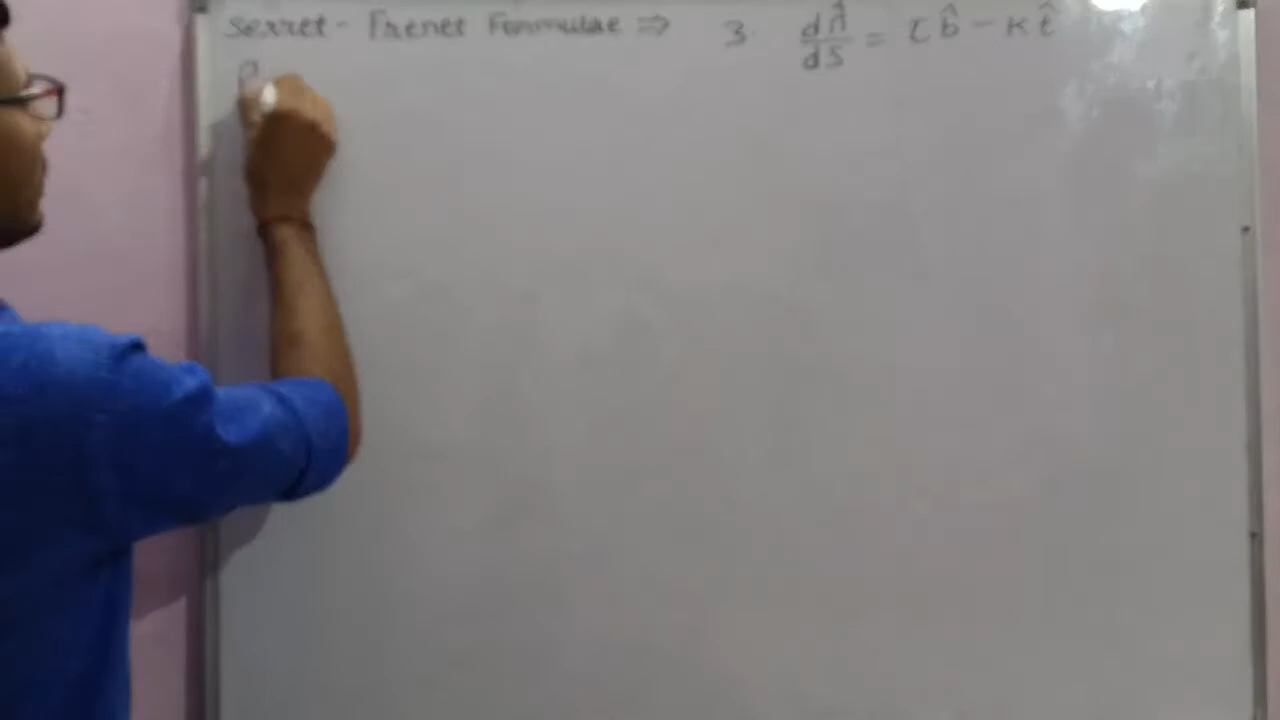 Serret - Frenet Formulae ⇒ 3. dn̂/ds = τb̂ - κt̂
P